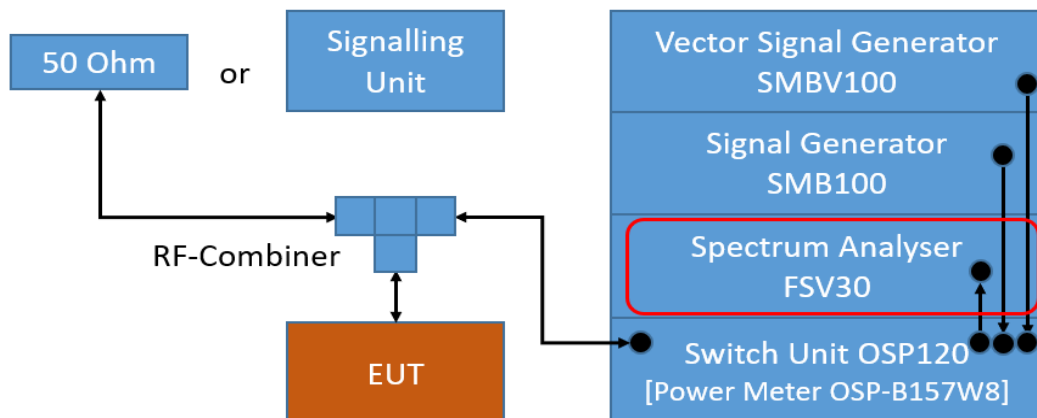 50 Ohm
or
Signalling
Unit
RF-Combiner
EUT
Vector Signal Generator
SMBV100
Signal Generator
SMB100
Spectrum Analyser
FSV30
Switch Unit OSP120
[Power Meter OSP-B157W8]